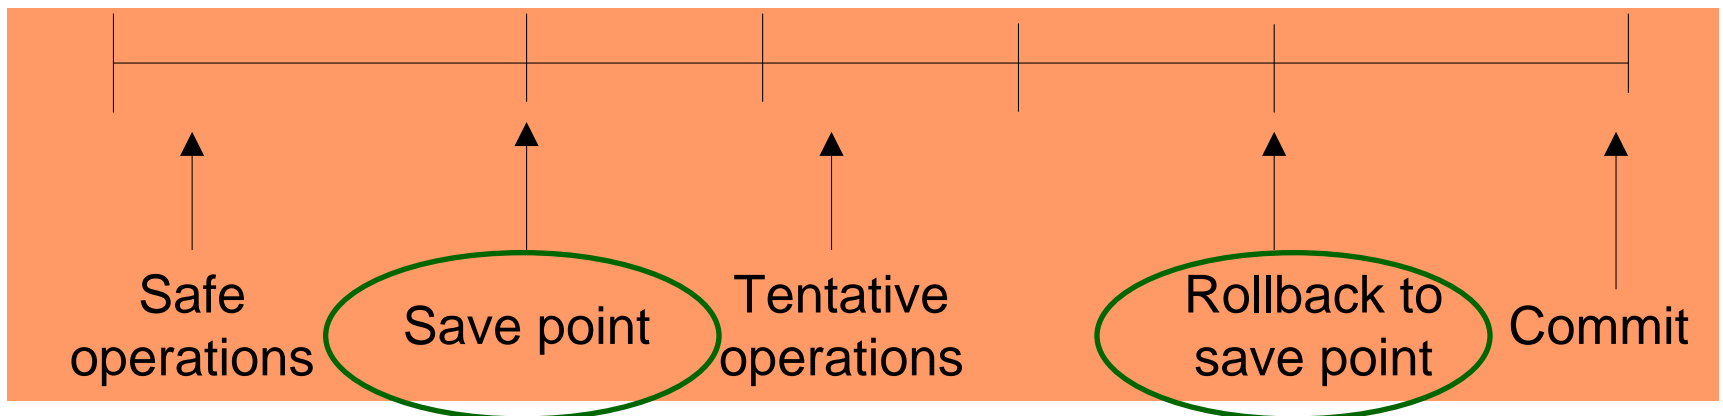 Safe
operations
Save point
Tentative
operations
Rollback to
save point
Commit